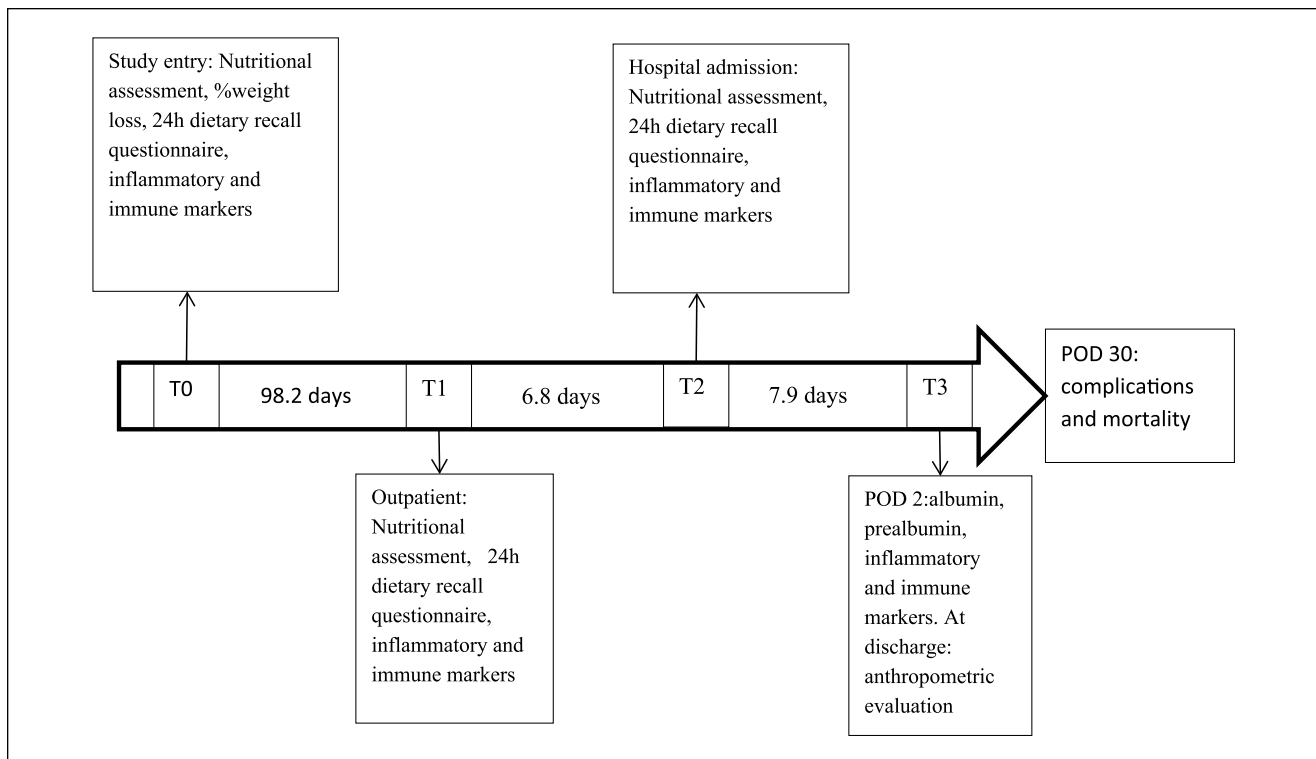 Study entry: Nutritional
assessment, %weight
loss, 24h dietary recall
questionnaire,
inflammatory and
immune markers
Hospital admission:
Nutritional assessment,
24h dietary recall
questionnaire,
inflammatory and
immune markers
T0
98.2 days
T1
6.8 days
T2
7.9 days
T3
POD 30:
complications
and mortality
Outpatient:
Nutritional
assessment, 24h
dietary recall
questionnaire,
inflammatory and
immune markers
POD 2:albumin,
prealbumin,
inflammatory
and immune
markers. At
discharge:
anthropometric
evaluation